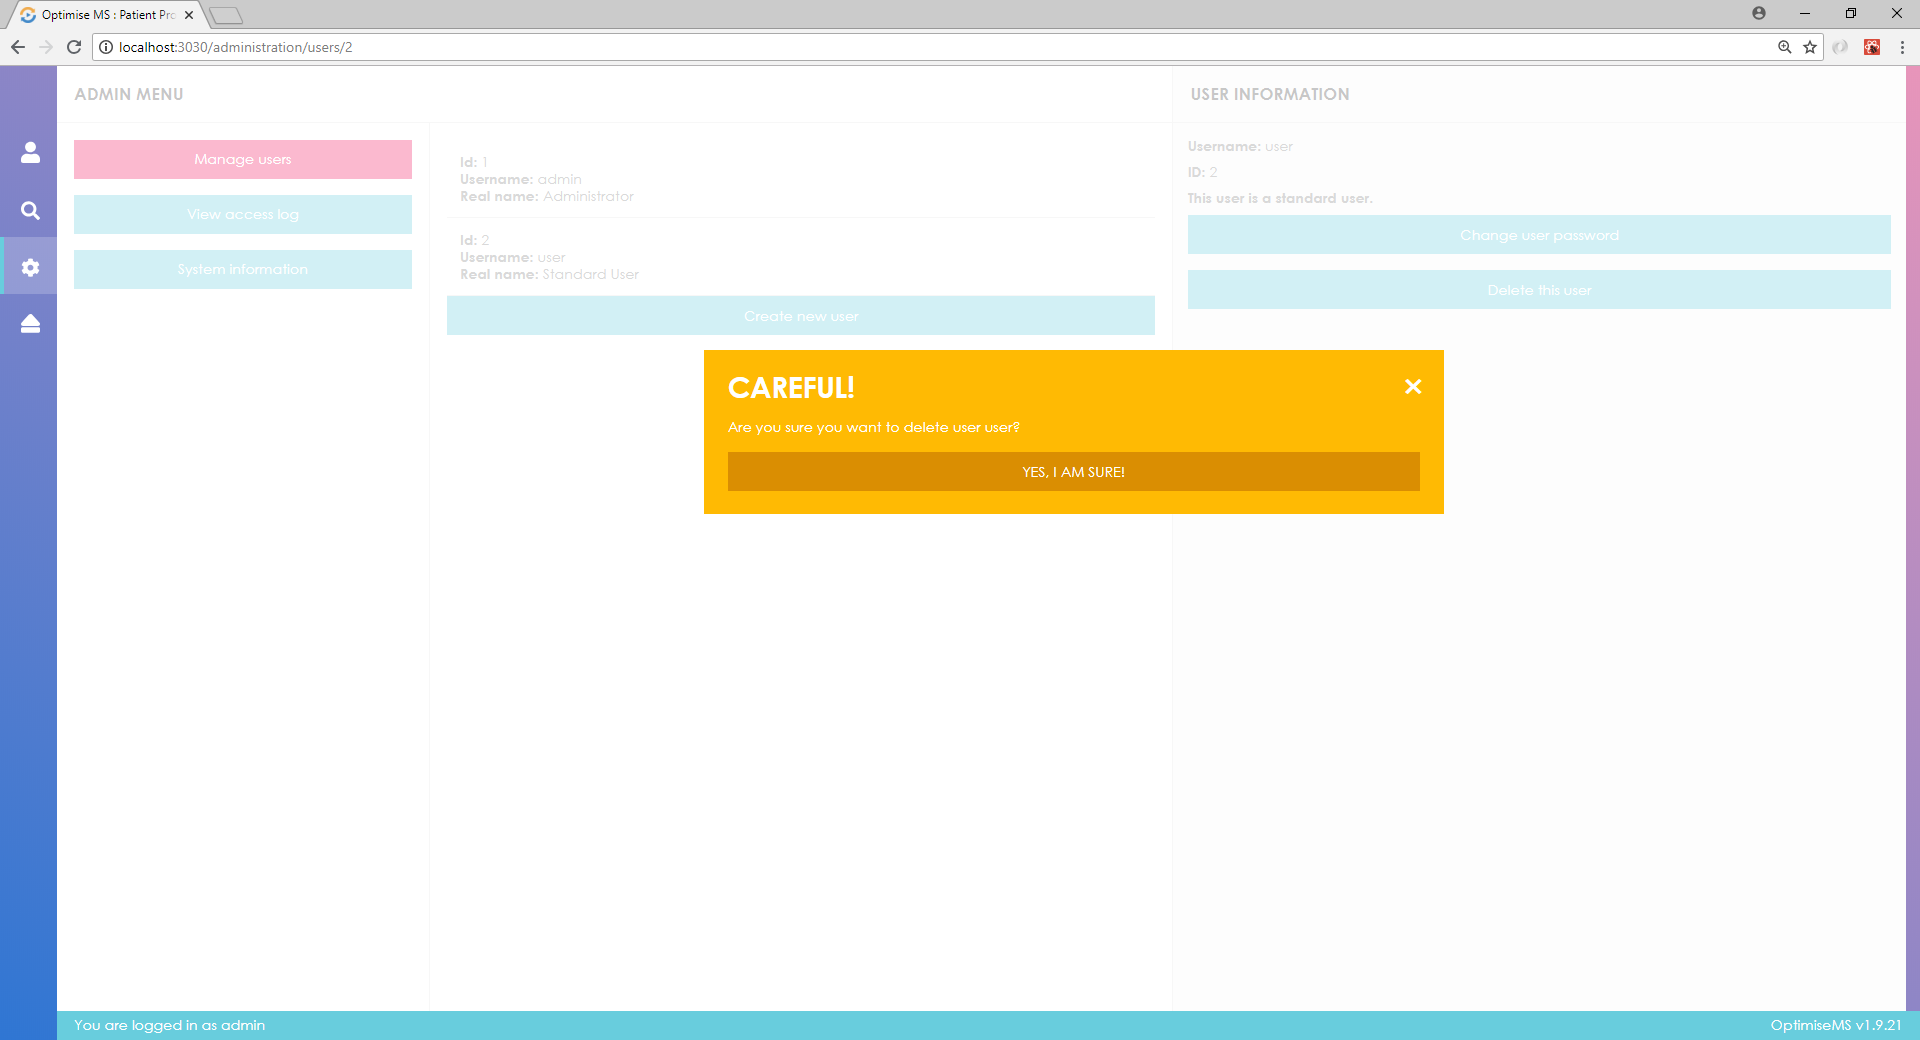 Optimise MS : Patient Pro
localhost:3030/administration/users/2
ADMIN MENU
USER INFORMATION
Manage users
View access log
System information
Id: 1
Username: admin
Real name: Administrator
Id: 2
Username: user
Real name: Standard User
Create new user
Username: user
ID: 2
This user is a standard user.
Change user password
Delete this user
CAREFUL!
Are you sure you want to delete user user?
YES, I AM SURE!
You are logged in as admin
OptimiseMS v1.9.21